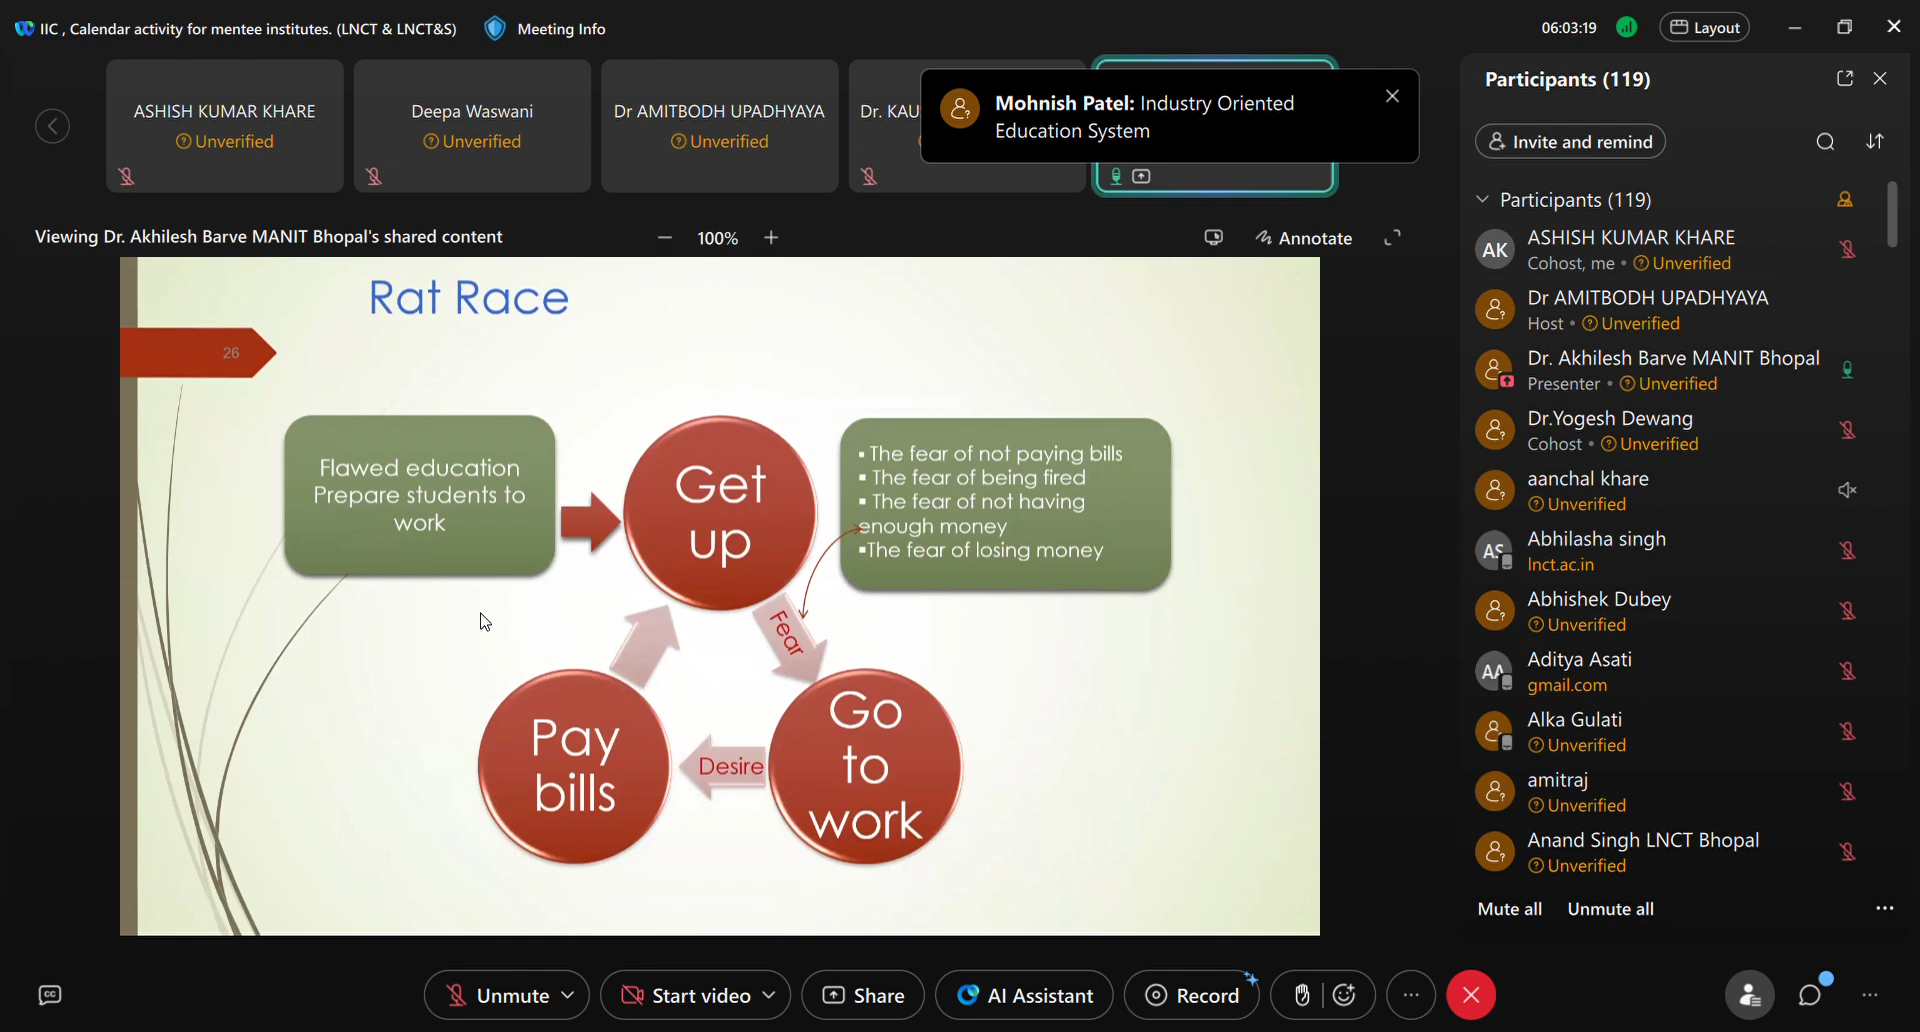 IIC , Calendar activity for mentee institutes. (LNCT & LNCT&S)
Meeting Info
06:03:19
Layout
ASHISH KUMAR KHARE
Unverified
Deepa Waswani
Unverified
Dr AMITBODH UPADHYAYA
Unverified
Dr. KAU
Mohnish Patel: Industry Oriented
Education System
Viewing Dr. Akhilesh Barve MANIT Bhopal's shared content
100%
Annotate
Rat Race
26
Flawed education
Prepare students to
work
Get
up
▪ The fear of not paying bills
▪ The fear of being fired
▪ The fear of not having
enough money
▪The fear of losing money
Fear
Go
to
work
Desire
Pay
bills
Participants (119)
Invite and remind
Participants (119)
AK
ASHISH KUMAR KHARE
Cohost, me • Unverified
Dr AMITBODH UPADHYAYA
Host • Unverified
Dr. Akhilesh Barve MANIT Bhopal
Presenter • Unverified
Dr.Yogesh Dewang
Cohost • Unverified
aanchal khare
Unverified
AS
Abhilasha singh
lnct.ac.in
Abhishek Dubey
Unverified
AA
Aditya Asati
gmail.com
Alka Gulati
Unverified
amitraj
Unverified
Anand Singh LNCT Bhopal
Unverified
Mute all
Unmute all
CC
Unmute
Start video
Share
AI Assistant
Record